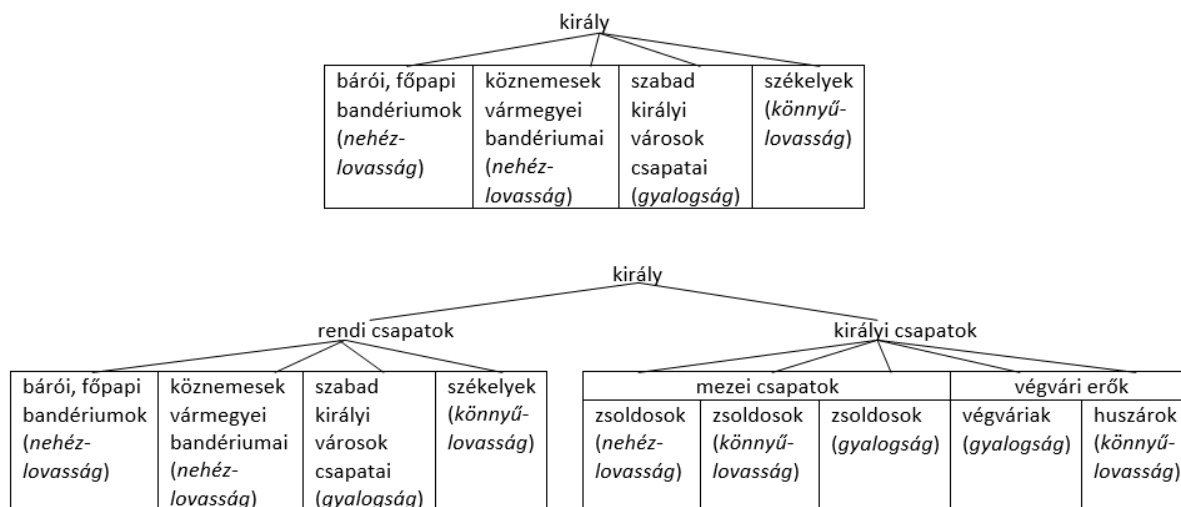 király
bárói, főpapi
bandériumok
(nehéz-
lovasság)
köznemesek
vármegyei
bandériumai
(nehéz-
lovasság)
szabad
királyi
városok
csapatai
(gyalogság)
székelyek
(könnyű-
lovasság)
király
rendi csapatok
bárói, főpapi
bandériumok
(nehéz-
lovasság)
köznemesek
vármegyei
bandériumai
(nehéz-
lovasság)
szabad
királyi
városok
csapatai
(gyalogság)
székelyek
(könnyű-
lovasság)
királyi csapatok
mezei csapatok
zsoldosok
(nehéz-
lovasság)
zsoldosok
(könnyű-
lovasság)
zsoldosok
(gyalogság)
végvári erők
végváriak
(gyalogság)
huszárok
(könnyű-
lovasság)